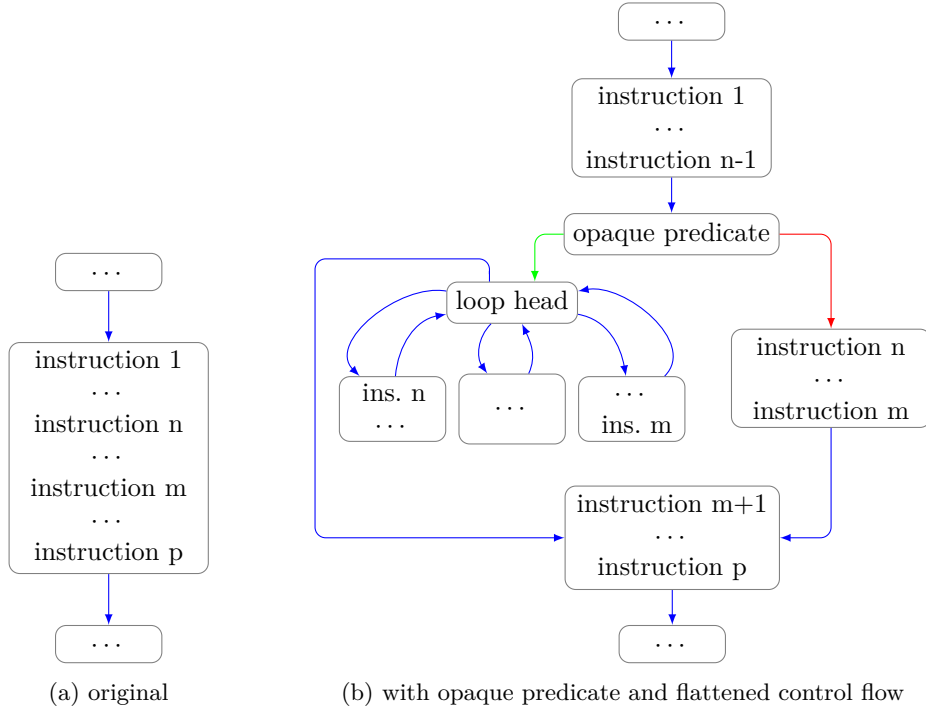 · · ·
instruction 1
· · ·
instruction n
· · ·
instruction m
· · ·
instruction p
· · ·
(a) original
· · ·
instruction 1
· · ·
instruction n-1
opaque predicate
loop head
ins. n
· · ·
· · ·
· · ·
ins. m
instruction n
· · ·
instruction m
instruction m+1
· · ·
instruction p
· · ·
(b) with opaque predicate and flattened control flow